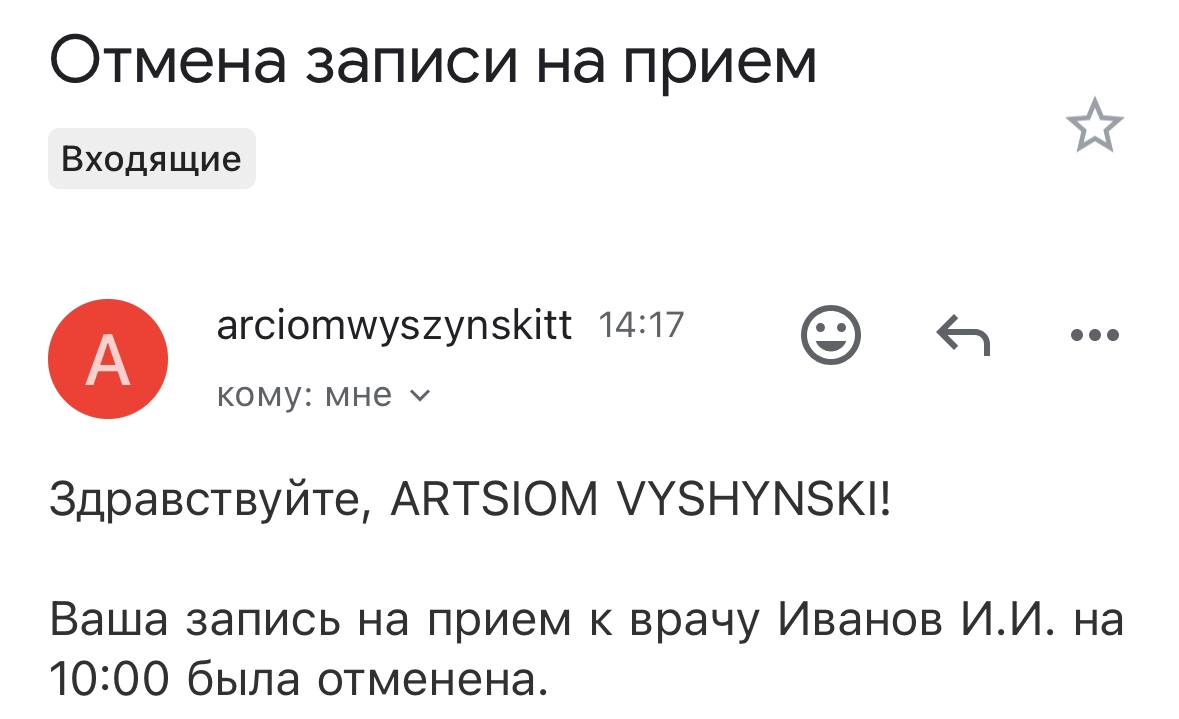 Отмена записи на прием
Входящие
A
arciomwyszynskitt 14:17
кому: мне
Здравствуйте, ARTSIOM VYSHYNSKI!
Ваша запись на прием к врачу Иванов И.И. на
10:00 была отменена.